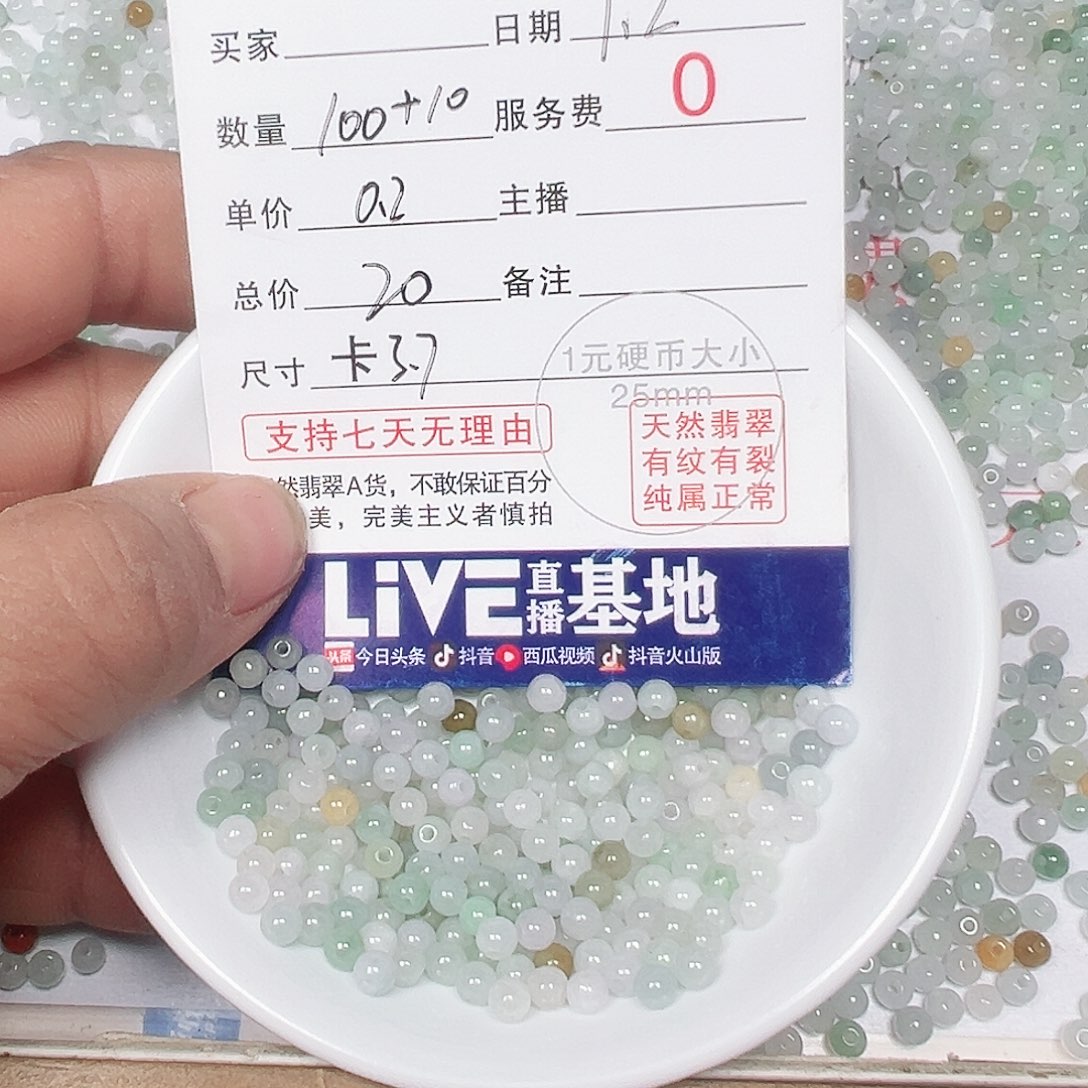 买家 日期 1.2
数量 100+10 服务费 0
单价 0.2 主播
总价 20 备注
尺寸 卡3.7
1元硬币大小
25mm
支持七天无理由
天然翡翠
有纹有裂
纯属正常
然翡翠A货，不敢保证百分
美，完美主义者慎拍
LiVE直播基地
头条 今日头条 抖音 西瓜视频 抖音火山版